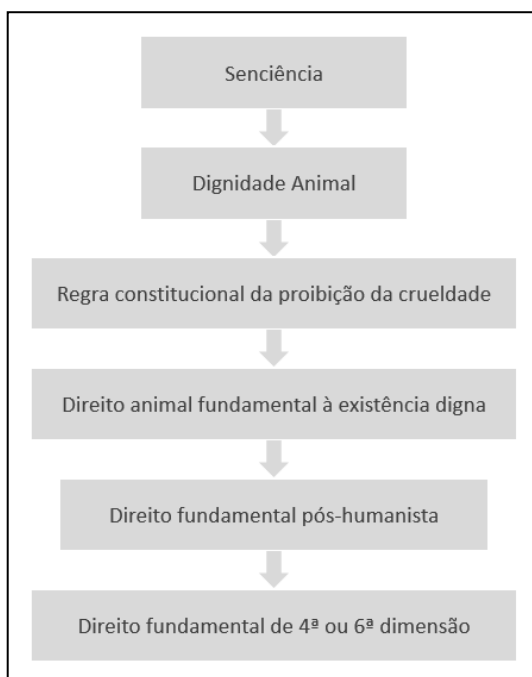 Senciência
Dignidade Animal
Regra constitucional da proibição da crueldade
Direito animal fundamental à existência digna
Direito fundamental pós-humanista
Direito fundamental de 4ª ou 6ª dimensão